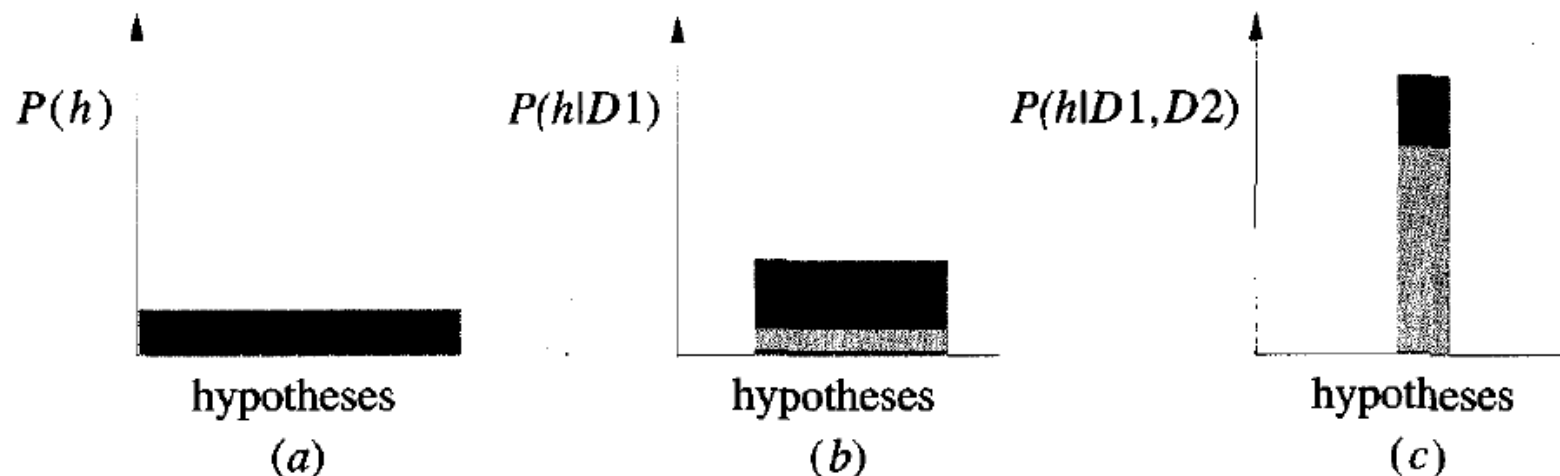 P(h)
P(h|D1)
P(h|D1,D2)
hypotheses
hypotheses
hypotheses
(a)
(b)
(c)